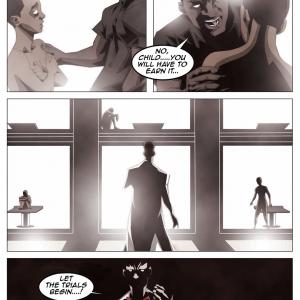 NO,
CHILD.....YOU
WILL HAVE TO
EARN IT...
LET
THE TRIALS
BEGIN....!